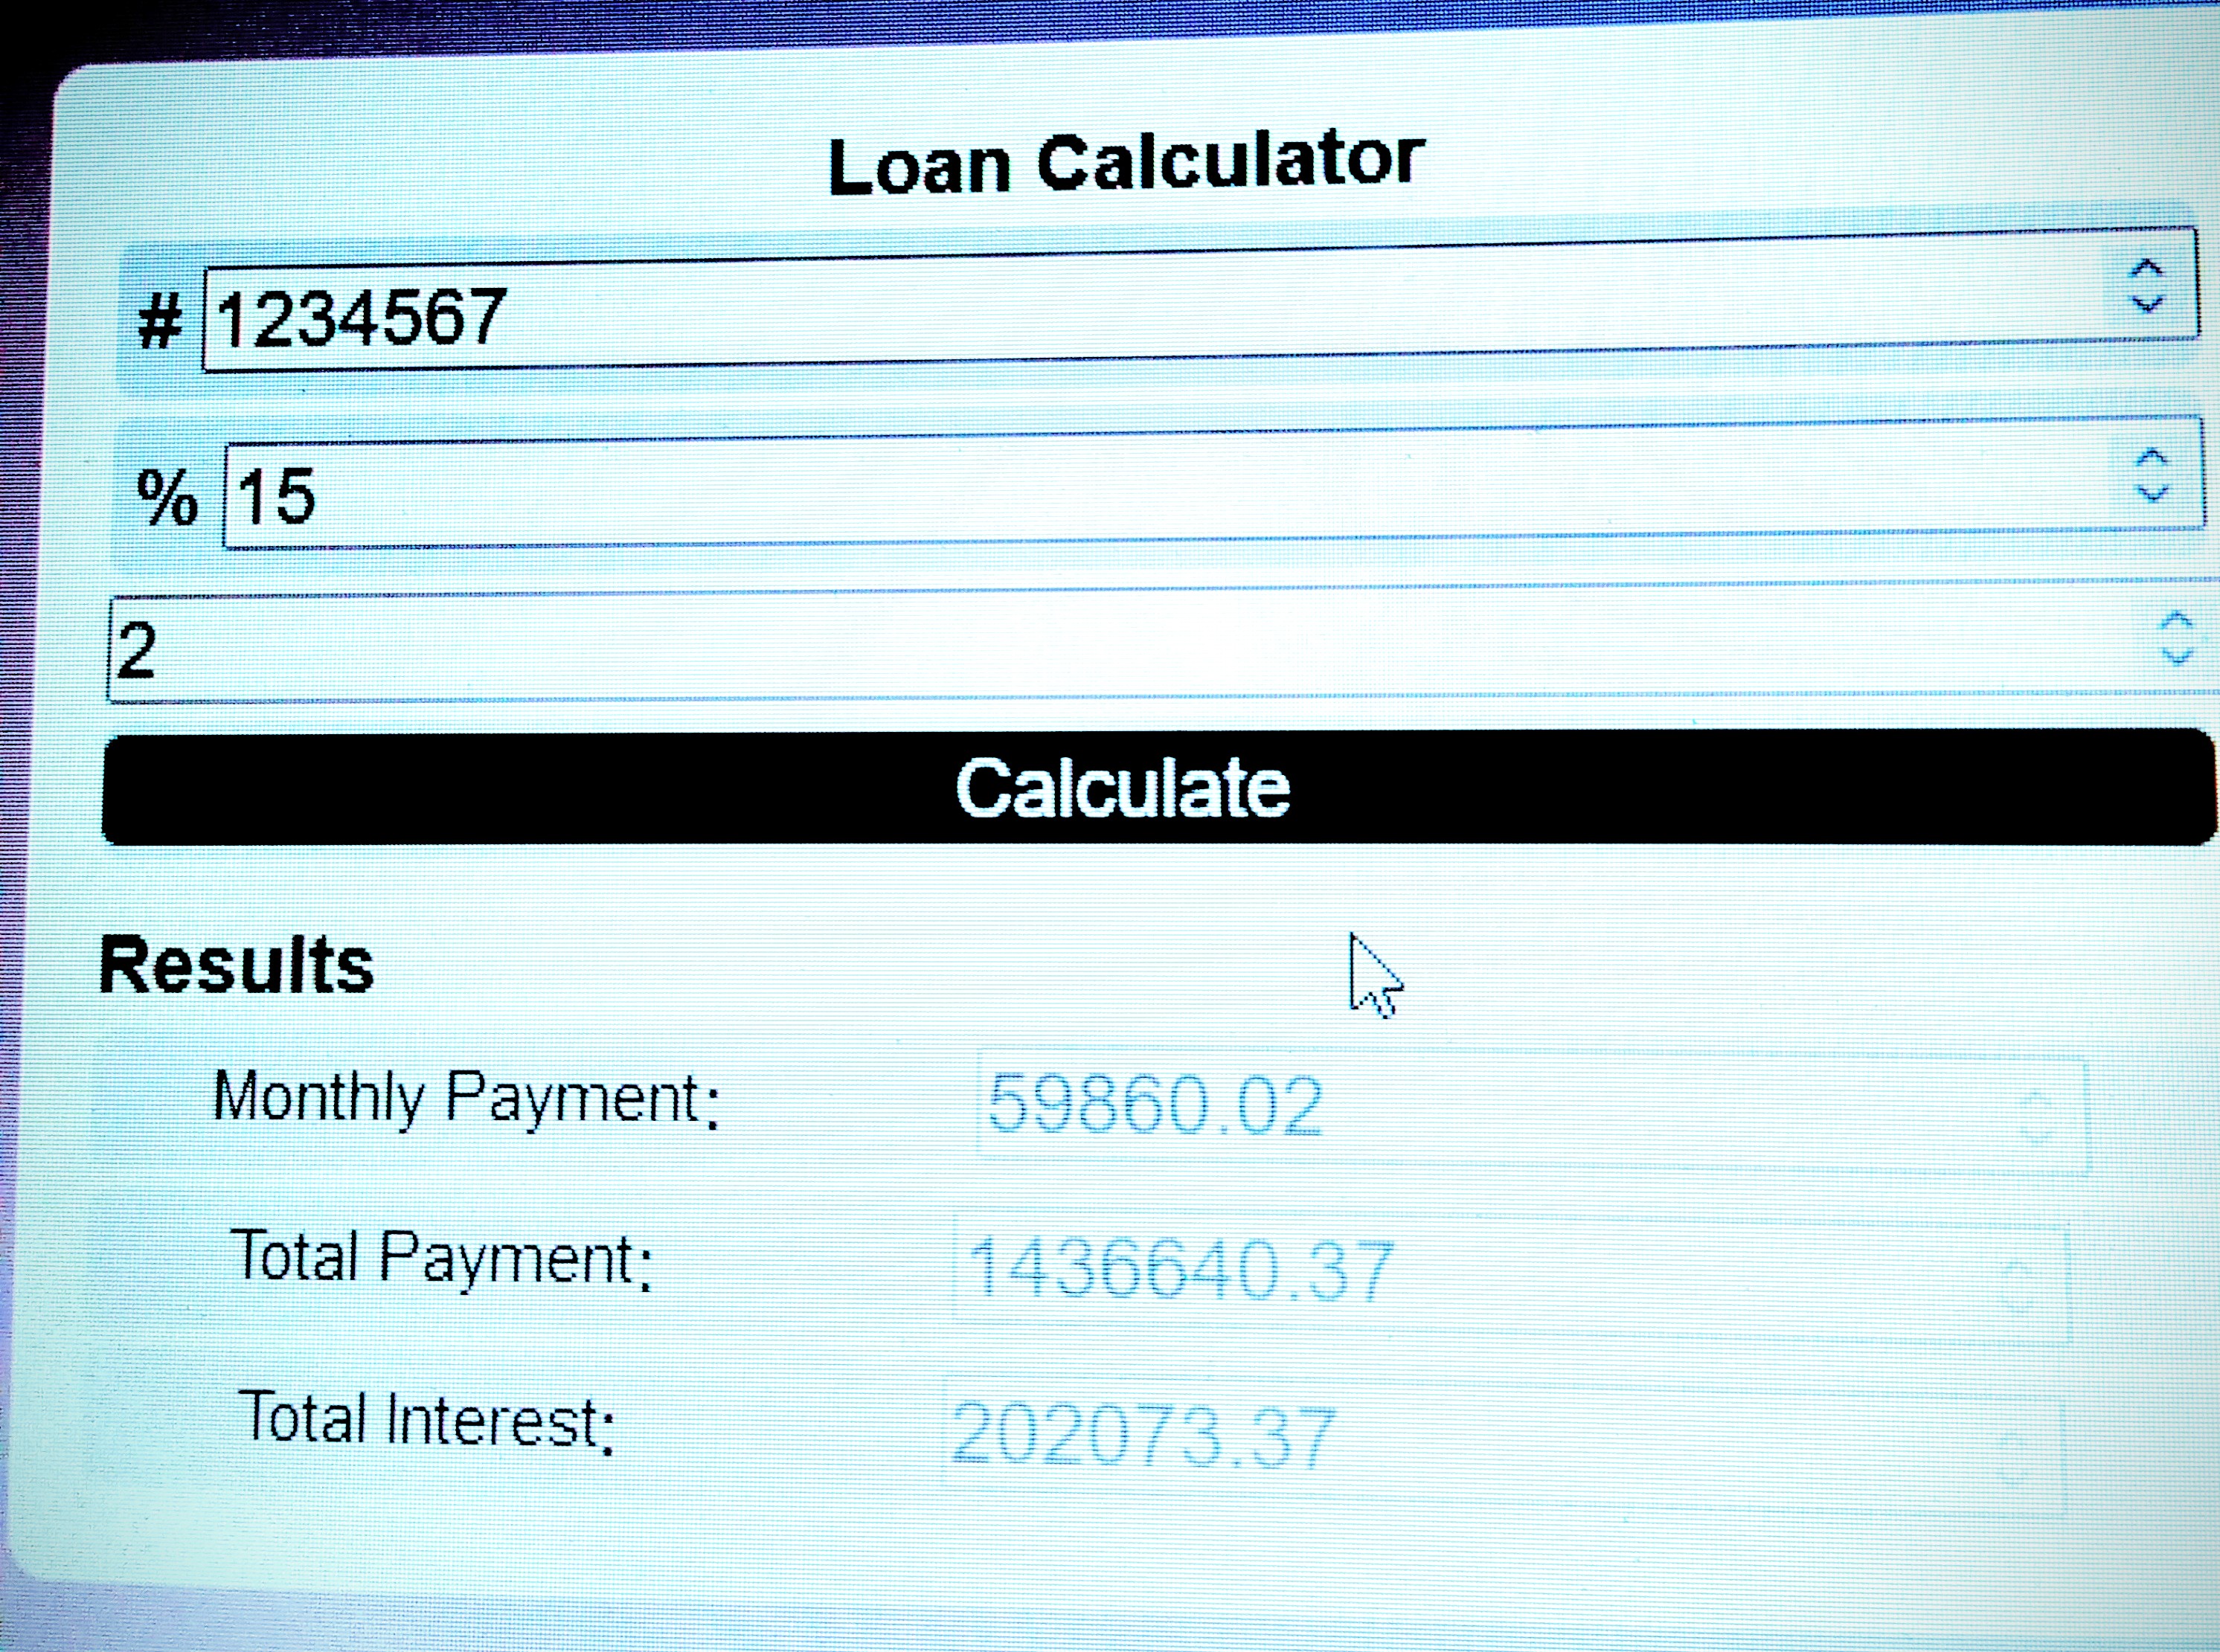 Loan Calculator
# 1234567
% 15
2
Calculate
Results
Monthly Payment: 59860.02
Total Payment: 1436640.37
Total Interest: 202073.37